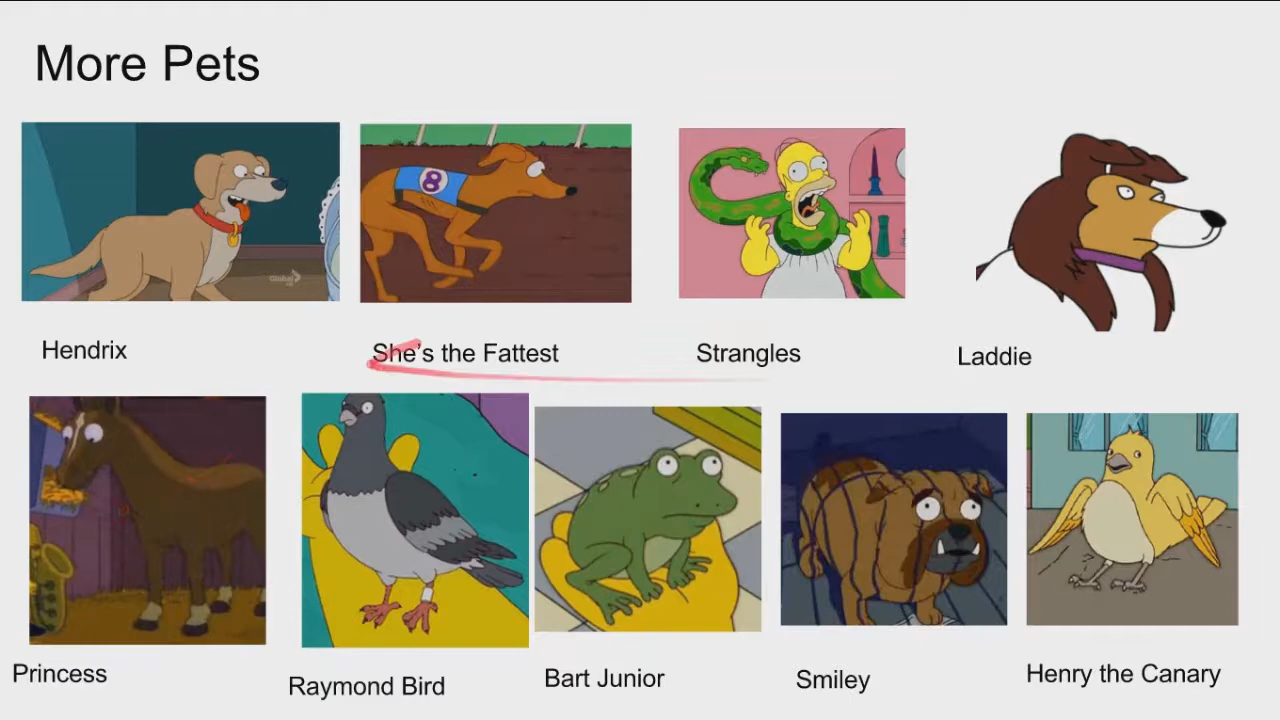 More Pets
8
Hendrix
She's the Fattest
Strangles
Laddie
Princess
Raymond Bird
Bart Junior
Smiley
Henry the Canary